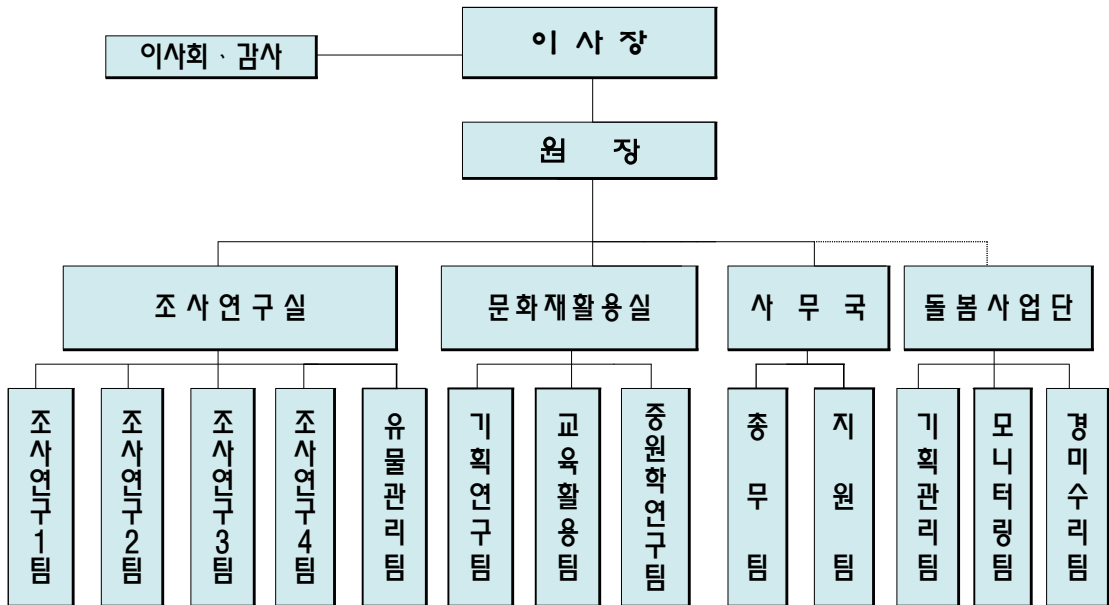 이 사 장
이사회 · 감사
원 장
조사연구실
문화재활용실
사 무 국
돌봄사업단
조사연구1팀
조사연구2팀
조사연구3팀
조사연구4팀
유물관리팀
기획연구팀
교육활용팀
중원학연구팀
총무팀
지원팀
기획관리팀
모니터링팀
경미수리팀